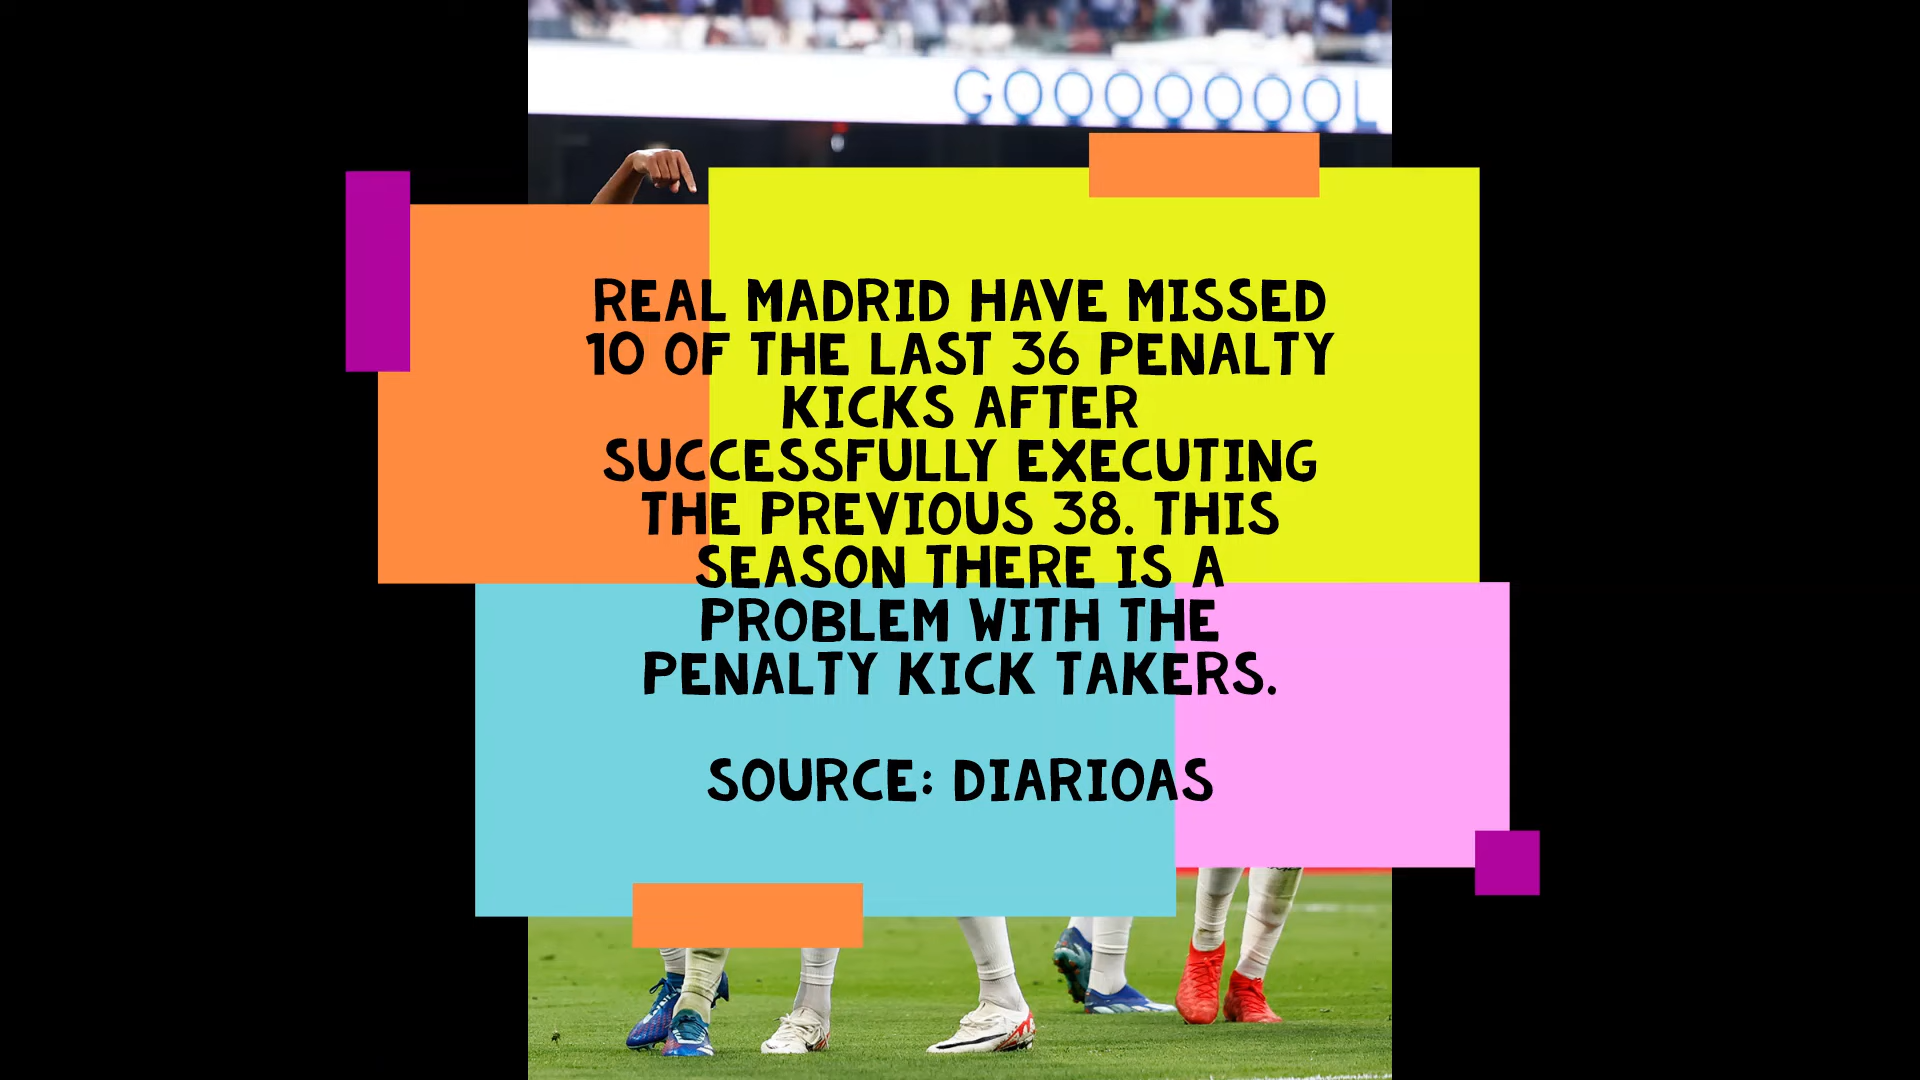 GOOOOOOOL
REAL MADRID HAVE MISSED
10 OF THE LAST 36 PENALTY
KICKS AFTER
SUCCESSFULLY EXECUTING
THE PREVIOUS 38. THIS
SEASON THERE IS A
PROBLEM WITH THE
PENALTY KICK TAKERS.
SOURCE: DIARIOAS